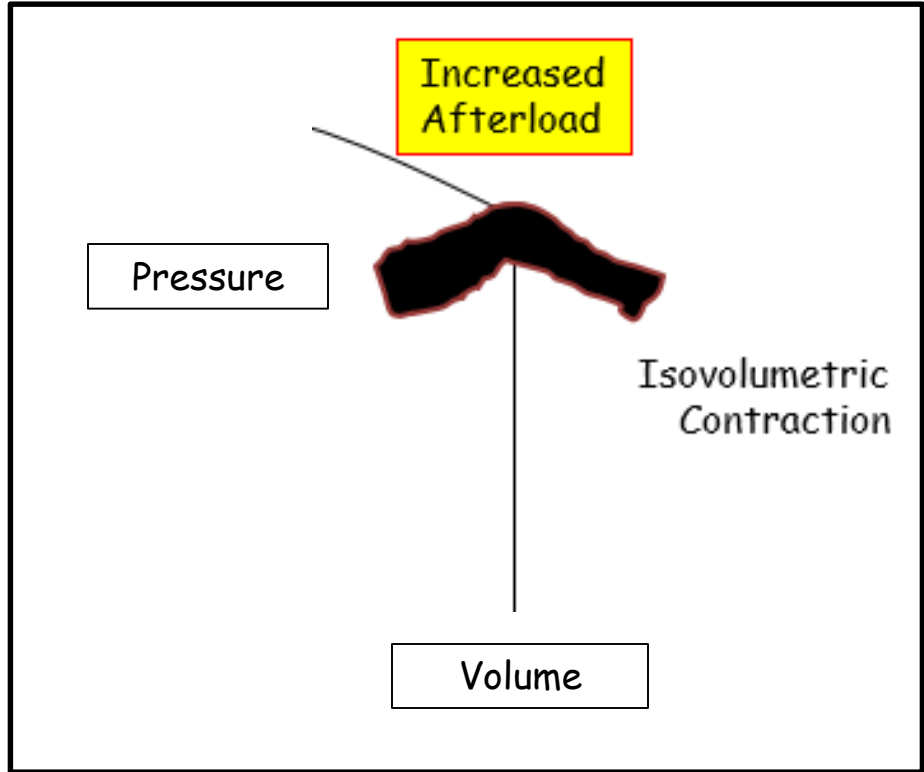 Increased
Afterload
Pressure
Isovolumetric
Contraction
Volume